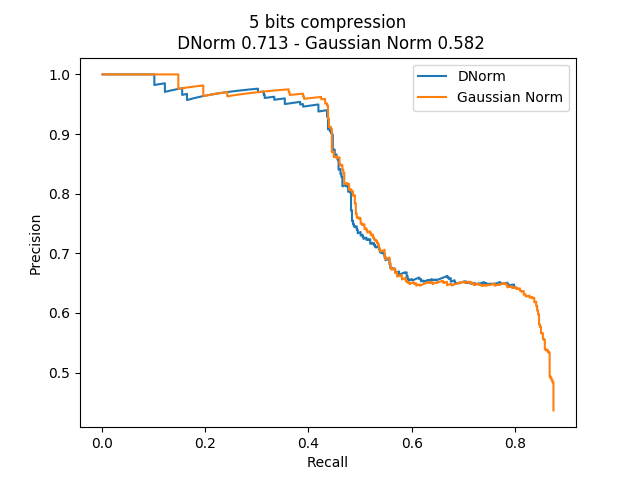 5 bits compression
DNorm 0.713 - Gaussian Norm 0.582
DNorm
Gaussian Norm
1.0
0.9
0.8
0.7
0.6
0.5
Precision
0.0
0.2
0.4
0.6
0.8
Recall